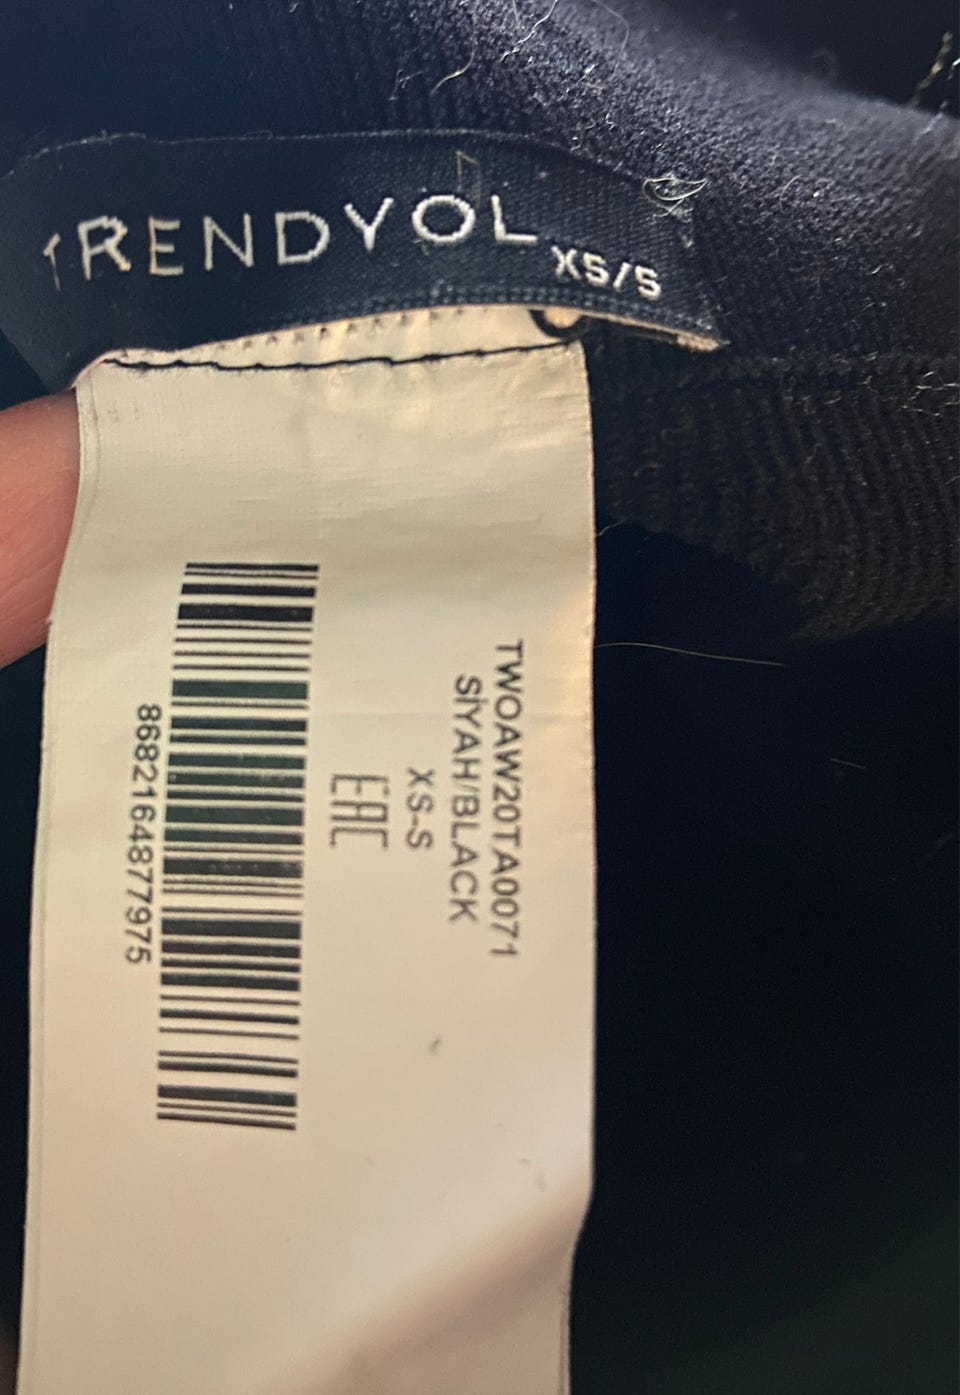 TRENDYOL
XS/S
TWOAW20TA0071
SİYAH/BLACK
XS-S
EAC
8682164877975